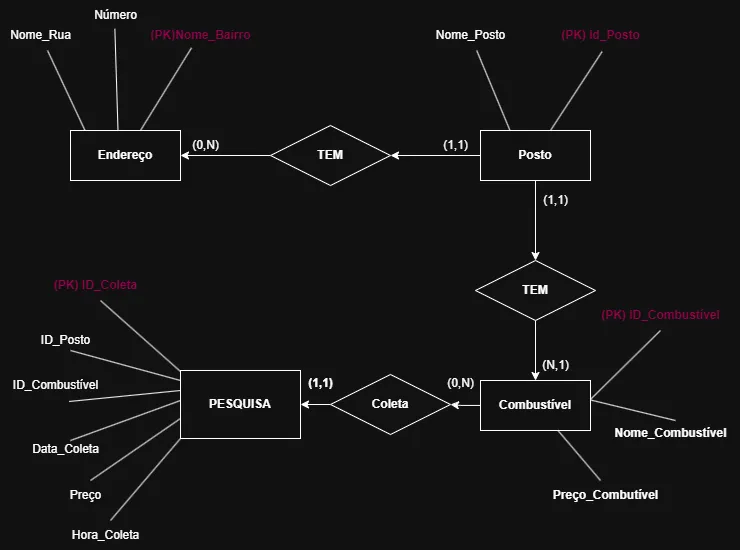 Número
Nome_Rua
(PK)Nome_Bairro
Nome_Posto
(PK) Id_Posto
Endereço
(0,N)
TEM
(1,1)
Posto
(1,1)
TEM
(PK) ID_Coleta
(PK) ID_Combustível
ID_Posto
(N,1)
ID_Combustível
PESQUISA
(1,1)
Coleta
(0,N)
Combustível
Nome_Combustível
Data_Coleta
Preço
Preço_Combutível
Hora_Coleta